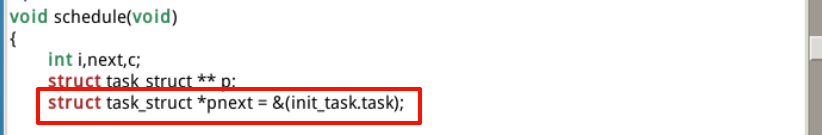 void schedule(void)
{
int i,next,c;
struct task_struct ** p;
struct task_struct *pnext = &(init_task.task);